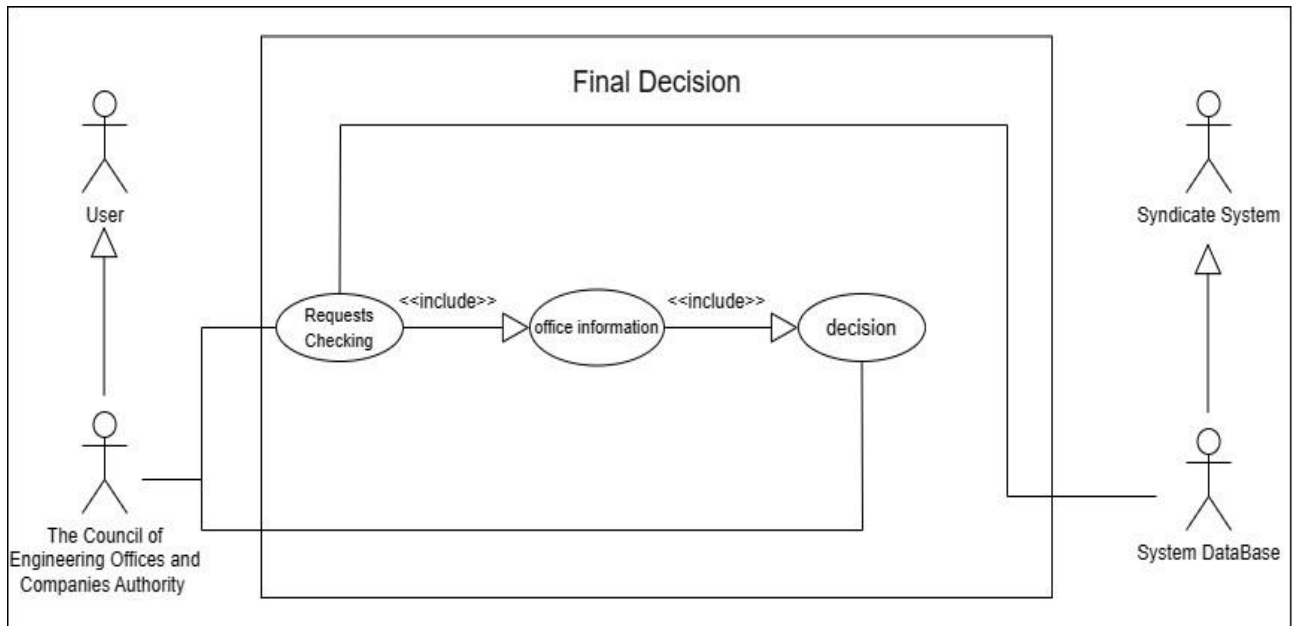 Final Decision
User
Syndicate System
Requests
Checking
<<include>>
office information
<<include>>
decision
The Council of
Engineering Offices and
Companies Authority
System DataBase